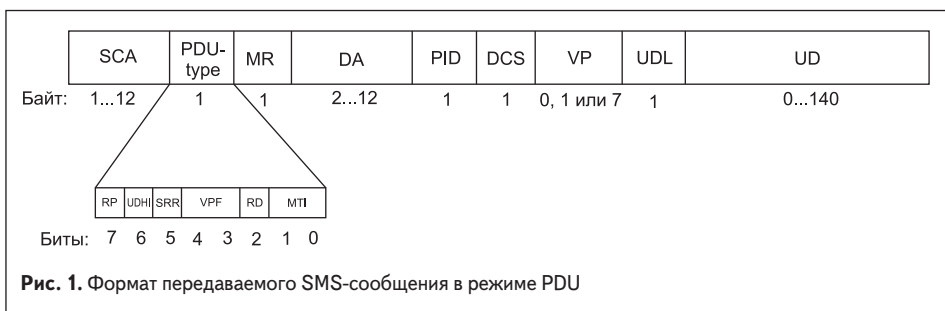 SCA PDU-type MR DA PID DCS VP UDL UD
Байт: 1...12 1 1 2...12 1 1 0, 1 или 7 1 0...140
RP UDHI SRR VPF RD MTI
Биты: 7 6 5 4 3 2 1 0
Рис. 1. Формат передаваемого SMS-сообщения в режиме PDU